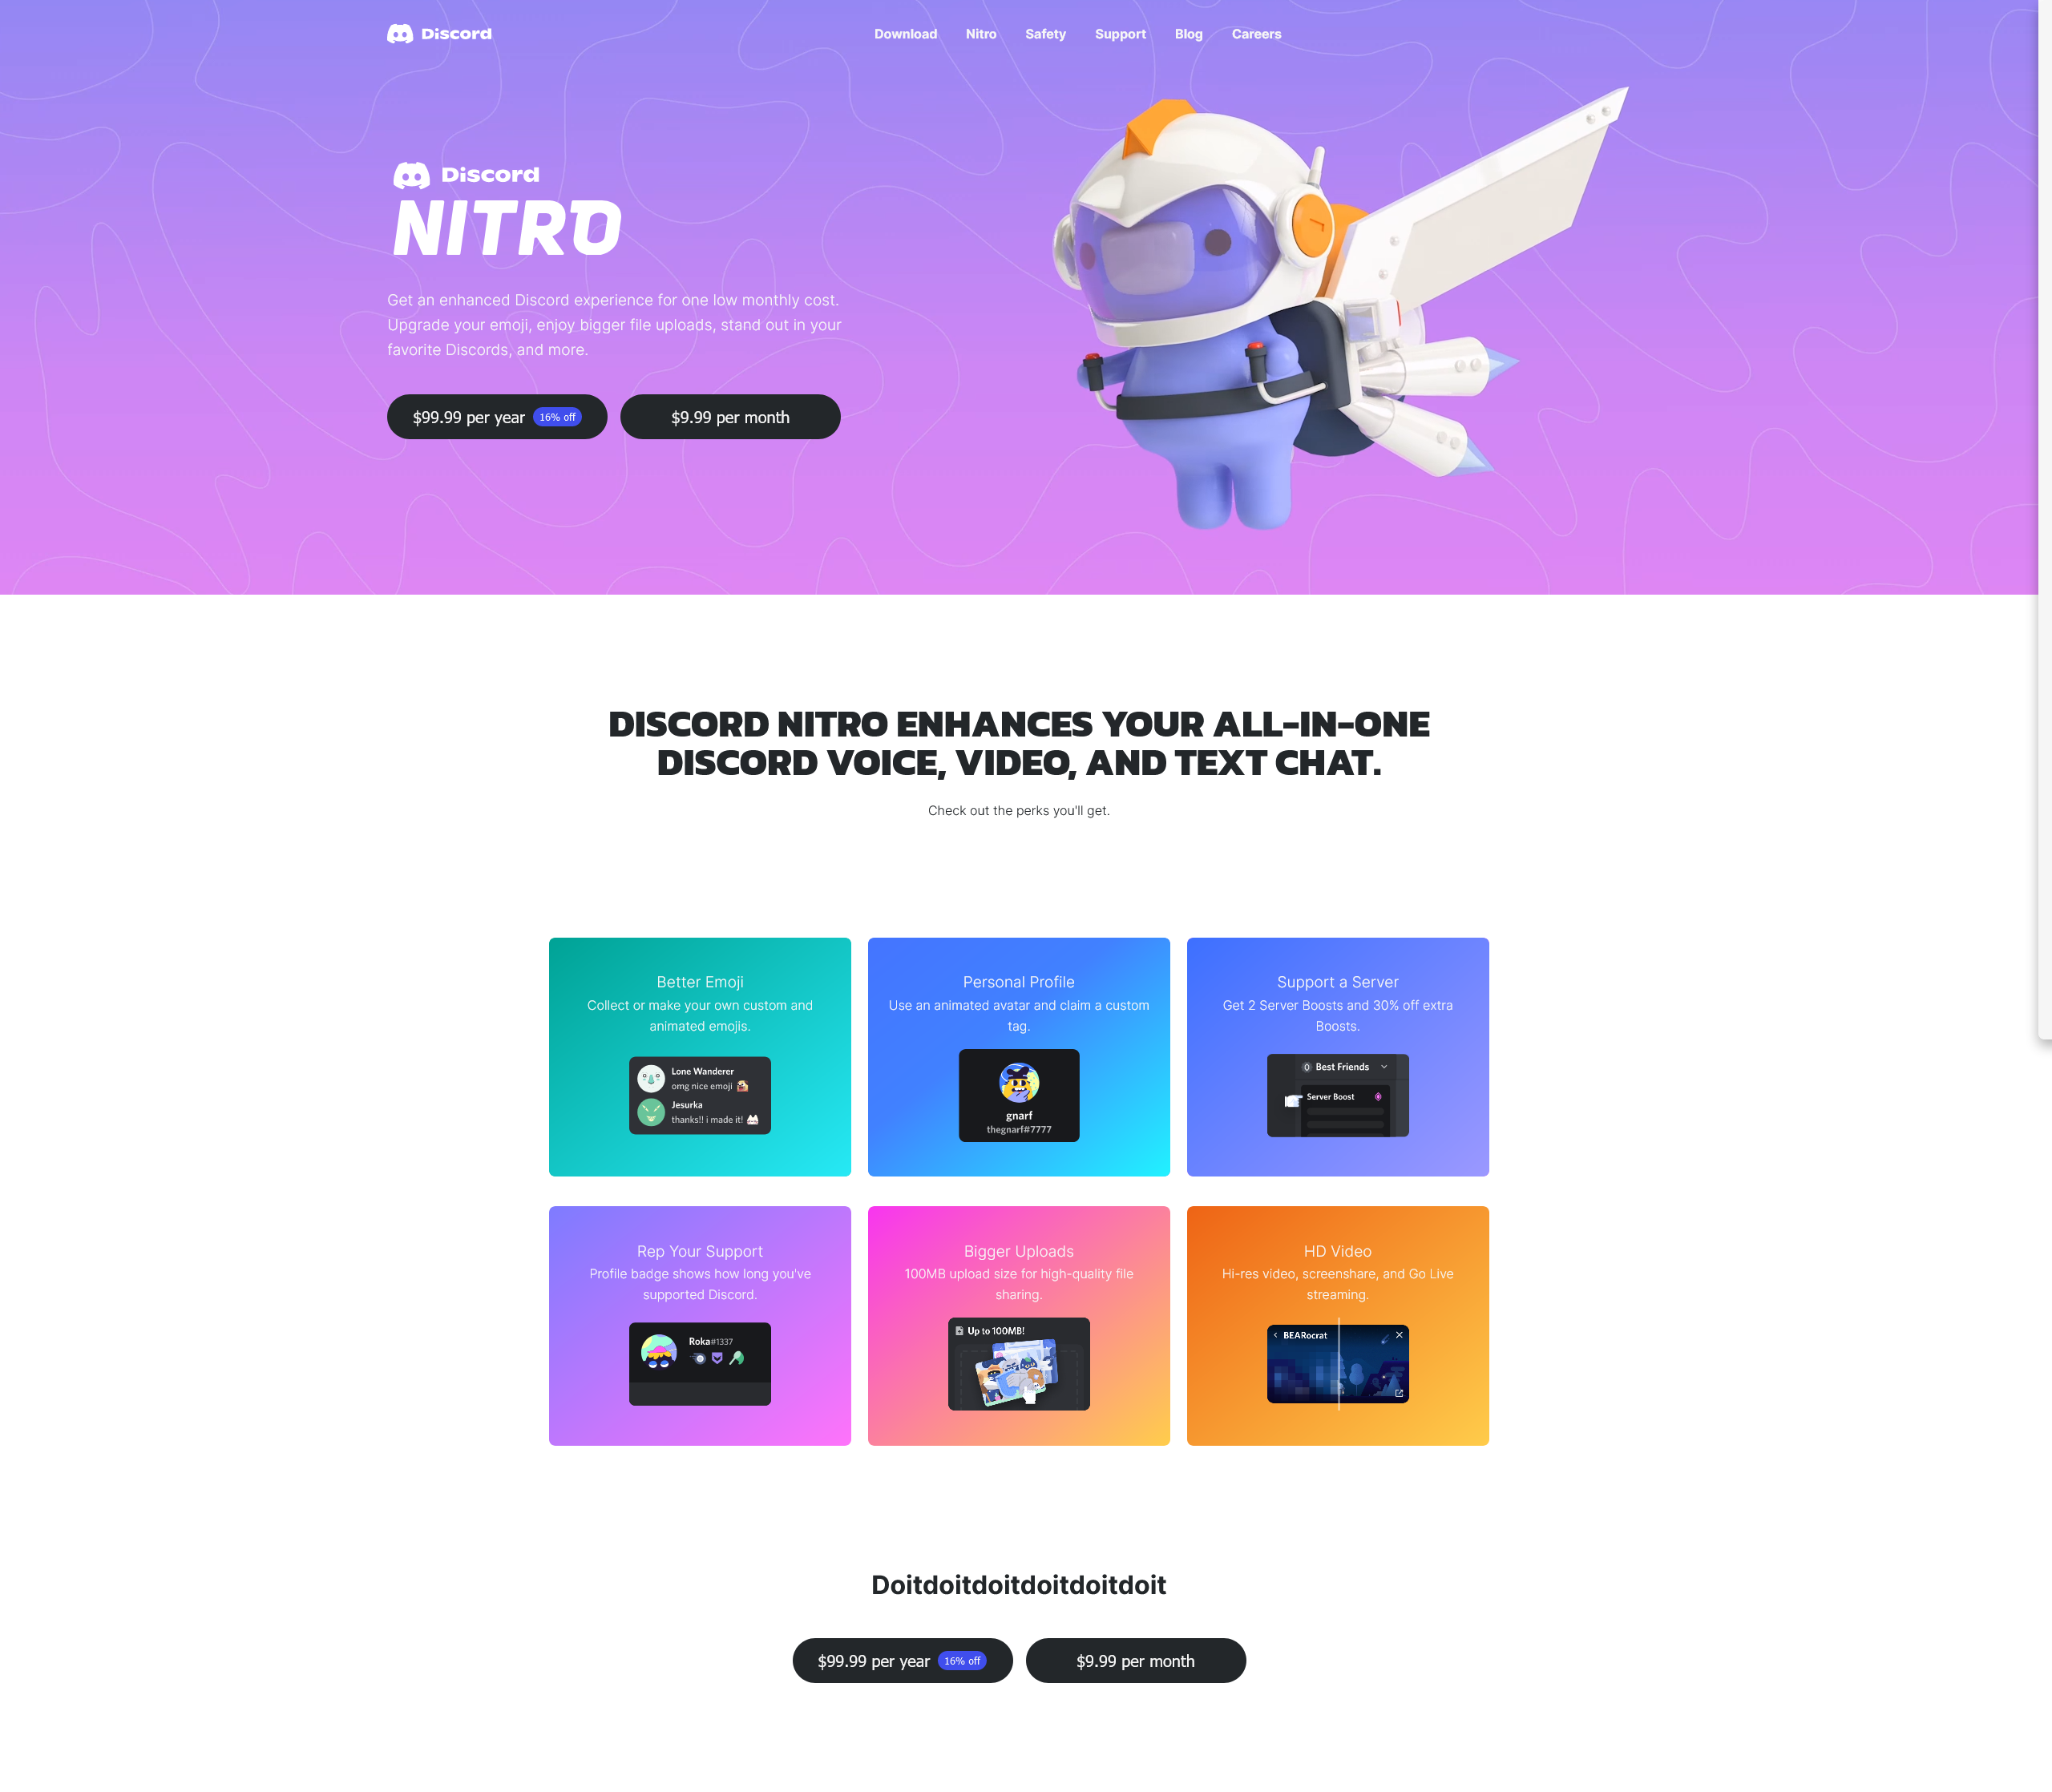 Discord
Download Nitro Safety Support Blog Careers
Discord
NITRO
Get an enhanced Discord experience for one low monthly cost.
Upgrade your emoji, enjoy bigger file uploads, stand out in your
favorite Discords, and more.
$99.99 per year 16% off $9.99 per month
DISCORD NITRO ENHANCES YOUR ALL-IN-ONE
DISCORD VOICE, VIDEO, AND TEXT CHAT.
Check out the perks you'll get.
Better Emoji
Collect or make your own custom and
animated emojis.
Lone Wanderer
omg nice emoji
Jesurka
thanks!! i made it!
Personal Profile
Use an animated avatar and claim a custom
tag.
gnarf
thegnarf#7777
Support a Server
Get 2 Server Boosts and 30% off extra
Boosts.
0 Best Friends
Server Boost
Rep Your Support
Profile badge shows how long you've
supported Discord.
Roka#1337
Bigger Uploads
100MB upload size for high-quality file
sharing.
Up to 100MB!
HD Video
Hi-res video, screenshare, and Go Live
streaming.
BEARocrat
Doitdoitdoitdoitdoitdoit
$99.99 per year 16% off $9.99 per month